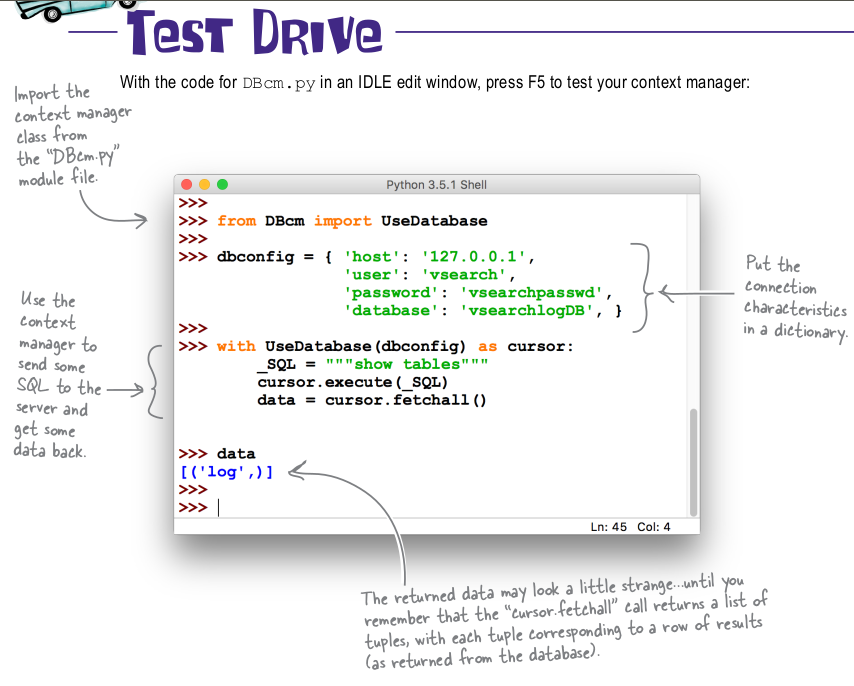 Test Drive
With the code for DBcm.py in an IDLE edit window, press F5 to test your context manager:
Import the
context manager
class from
the “DBcm.py”
module file.
Python 3.5.1 Shell
>>>
>>> from DBcm import UseDatabase
>>>
>>> dbconfig = { 'host': '127.0.0.1',
'user': 'vsearch',
'password': 'vsearchpasswd',
'database': 'vsearchlogDB', }
>>>
>>> with UseDatabase(dbconfig) as cursor:
_SQL = """show tables"""
cursor.execute(_SQL)
data = cursor.fetchall()
>>> data
[('log',)]
>>>
>>>
Ln: 45 Col: 4
Put the
connection
characteristics
in a dictionary.
Use the
context
manager to
send some
SQL to the
server and
get some
data back.
The returned data may look a little strange...until you
remember that the “cursor.fetchall” call returns a list of
tuples, with each tuple corresponding to a row of results
(as returned from the database).